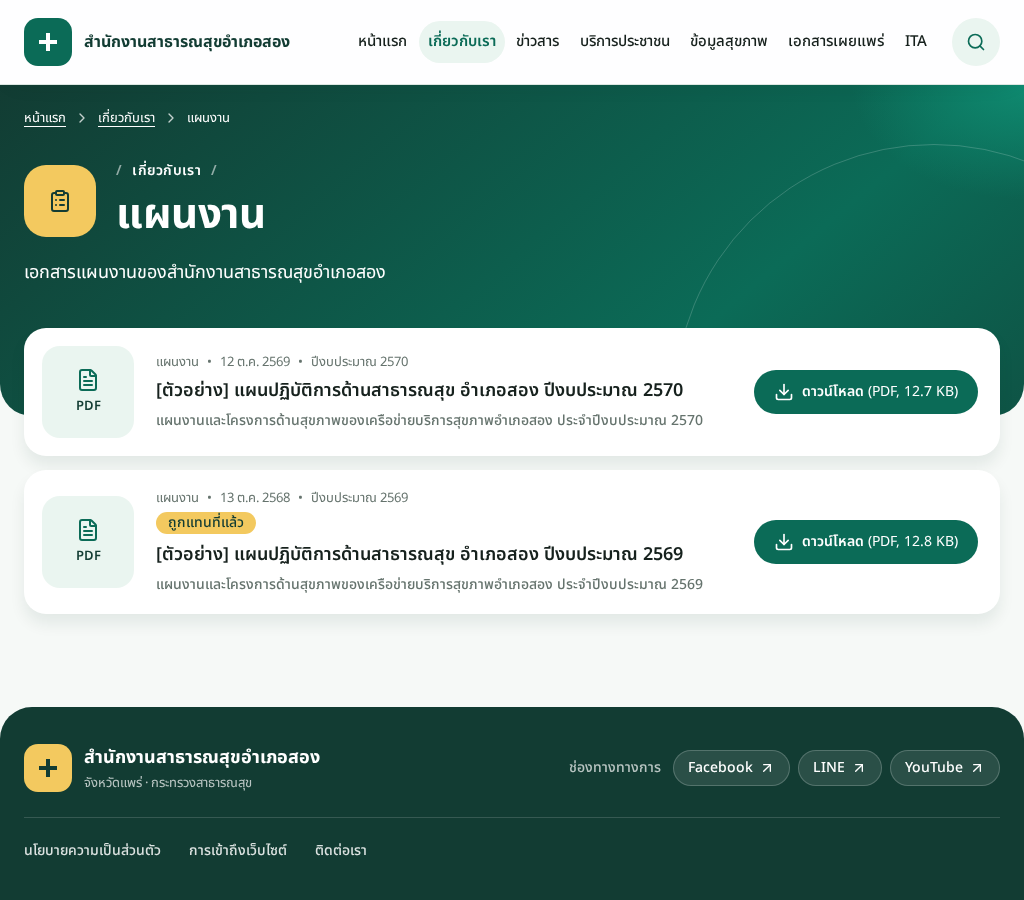 สำนักงานสาธารณสุขอำเภอสอง
หน้าแรก เกี่ยวกับเรา ข่าวสาร บริการประชาชน ข้อมูลสุขภาพ เอกสารเผยแพร่ ITA
หน้าแรก เกี่ยวกับเรา แผนงาน
/ เกี่ยวกับเรา /
แผนงาน
เอกสารแผนงานของสำนักงานสาธารณสุขอำเภอสอง
PDF
แผนงาน • 12 ต.ค. 2569 • ปีงบประมาณ 2570
[ตัวอย่าง] แผนปฏิบัติการด้านสาธารณสุข อำเภอสอง ปีงบประมาณ 2570
แผนงานและโครงการด้านสุขภาพของเครือข่ายบริการสุขภาพอำเภอสอง ประจำปีงบประมาณ 2570
ดาวน์โหลด (PDF, 12.7 KB)
PDF
แผนงาน • 13 ต.ค. 2568 • ปีงบประมาณ 2569
ถูกแทนที่แล้ว
[ตัวอย่าง] แผนปฏิบัติการด้านสาธารณสุข อำเภอสอง ปีงบประมาณ 2569
แผนงานและโครงการด้านสุขภาพของเครือข่ายบริการสุขภาพอำเภอสอง ประจำปีงบประมาณ 2569
ดาวน์โหลด (PDF, 12.8 KB)
สำนักงานสาธารณสุขอำเภอสอง
จังหวัดแพร่ · กระทรวงสาธารณสุข
ช่องทางทางการ Facebook LINE YouTube
นโยบายความเป็นส่วนตัว การเข้าถึงเว็บไซต์ ติดต่อเรา